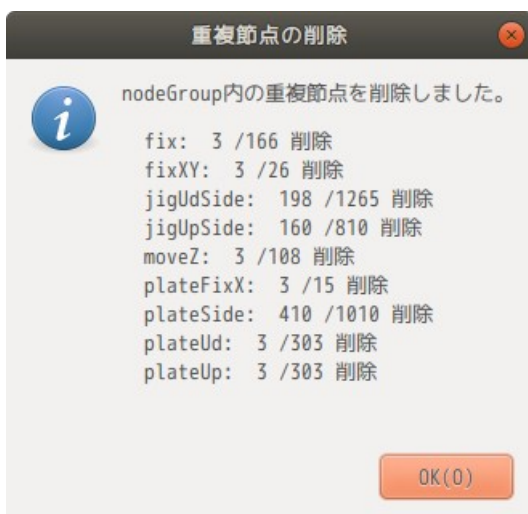 重複節点の削除
nodeGroup内の重複節点を削除しました。
fix: 3 /166 削除
fixXY: 3 /26 削除
jigUdSide: 198 /1265 削除
jigUpSide: 160 /810 削除
moveZ: 3 /108 削除
plateFixX: 3 /15 削除
plateSide: 410 /1010 削除
plateUd: 3 /303 削除
plateUp: 3 /303 削除
OK(O)